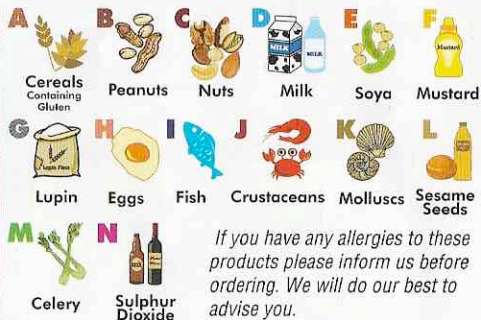 A B C D E F
MILK
MILK
Mustard
Cereals Peanuts Nuts Milk Soya Mustard
Containing
Gluten
G H I J K L
Lupin Flour
Lupin Eggs Fish Crustaceans Molluscs Sesame
Seeds
M N
If you have any allergies to these
products please inform us before
ordering. We will do our best to
advise you.
Celery Sulphur
Dioxide